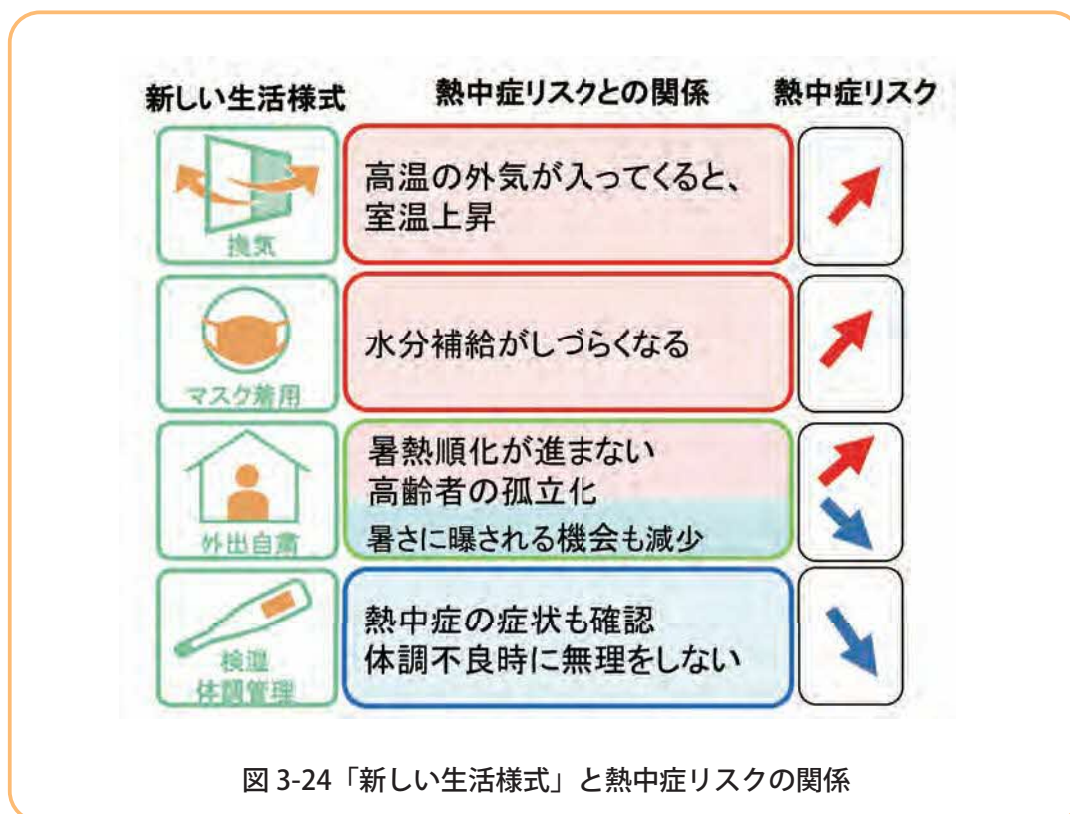 新しい生活様式 熱中症リスクとの関係 熱中症リスク
換気
高温の外気が入ってくると、
室温上昇
マスク着用
水分補給がしづらくなる
外出自粛
暑熱順化が進まない
高齢者の孤立化
暑さに曝される機会も減少
検温
体調管理
熱中症の症状も確認
体調不良時に無理をしない
図 3-24「新しい生活様式」と熱中症リスクの関係